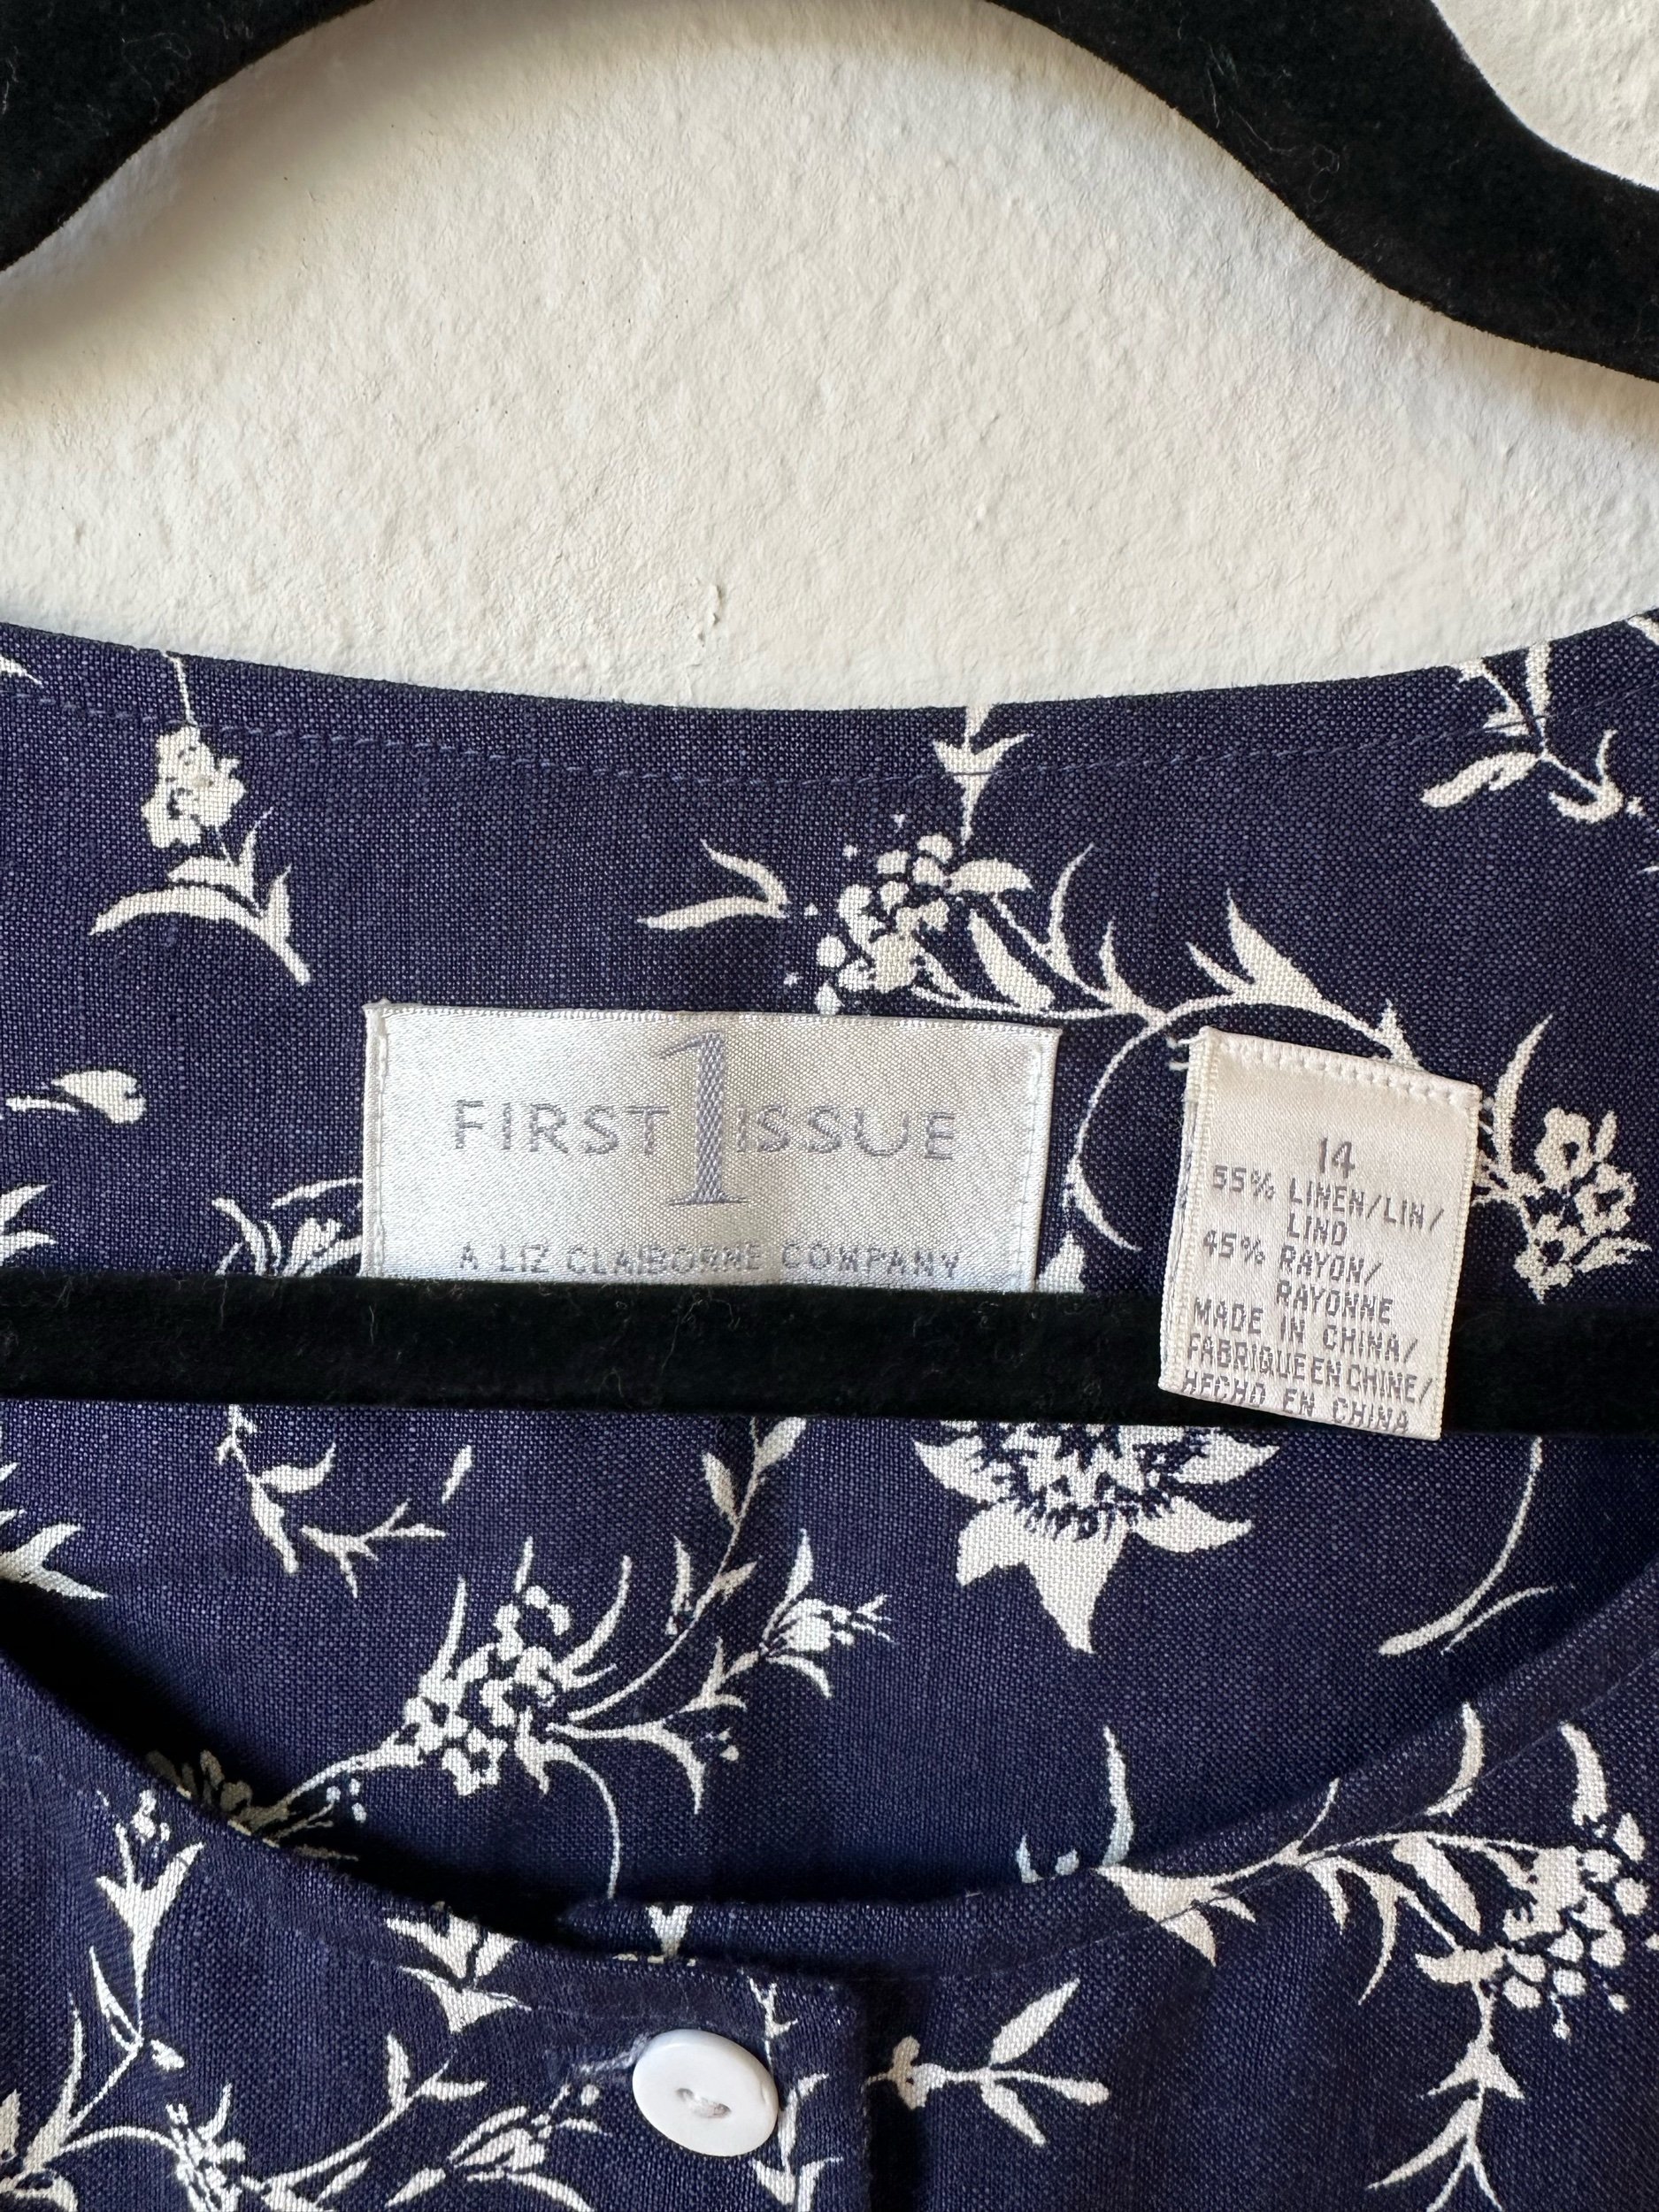 FIRST 1 ISSUE
A LIZ CLAIBORNE COMPANY
14
55% LINEN/LIN/
LINO
45% RAYON/
RAYONNE
MADE IN CHINA/
FABRIQUE EN CHINE/
HECHO EN CHINA